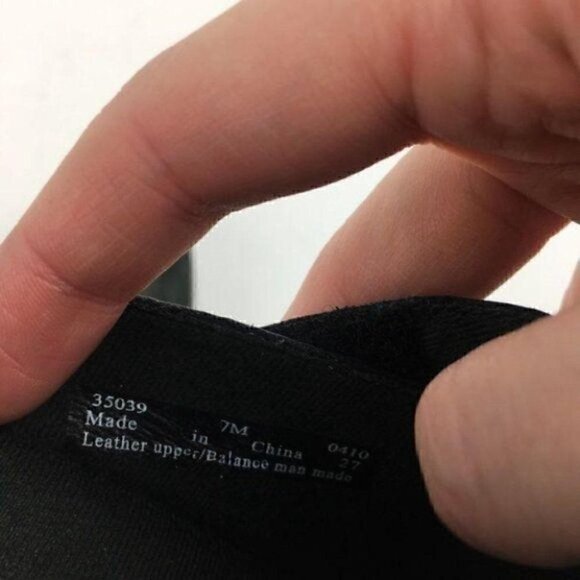 35039 7M 0410
Made in China 27
Leather upper/Balance man made